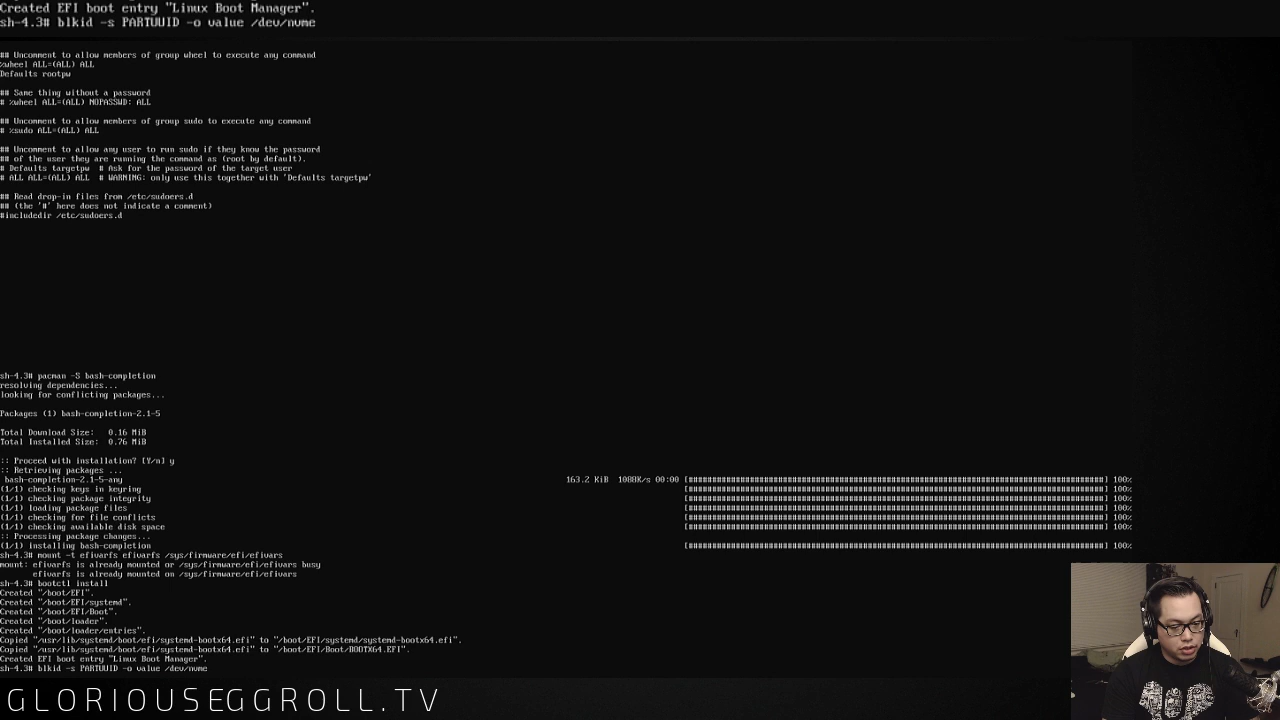 Created EFI boot entry "Linux Boot Manager".
sh-4.3# blkid -s PARTUUID -o value /dev/nvme
## Uncomment to allow members of group wheel to execute any command
%wheel ALL=(ALL) ALL
Defaults rootpw
## Same thing without a password
# %wheel ALL=(ALL) NOPASSWD: ALL
## Uncomment to allow members of group sudo to execute any command
# %sudo ALL=(ALL) ALL
## Uncomment to allow any user to run sudo if they know the password
## of the user they are running the command as (root by default).
# Defaults targetpw  # Ask for the password of the target user
# ALL ALL=(ALL) ALL  # WARNING: only use this together with 'Defaults targetpw'
## Read drop-in files from /etc/sudoers.d
## (the '#' here does not indicate a comment)
#includedir /etc/sudoers.d
sh-4.3# pacman -S bash-completion
resolving dependencies...
looking for conflicting packages...
Packages (1) bash-completion-2.1-5
Total Download Size:   0.16 MiB
Total Installed Size:  0.76 MiB
:: Proceed with installation? [Y/n] y
:: Retrieving packages ...
bash-completion-2.1-5-any 163.2 KiB 1088K/s 00:00 [######################################################################] 100%
(1/1) checking keys in keyring [######################################################################] 100%
(1/1) checking package integrity [######################################################################] 100%
(1/1) loading package files [######################################################################] 100%
(1/1) checking for file conflicts [######################################################################] 100%
(1/1) checking available disk space [######################################################################] 100%
:: Processing package changes...
(1/1) installing bash-completion [######################################################################] 100%
sh-4.3# mount -t efivarfs efivarfs /sys/firmware/efi/efivars
mount: efivarfs is already mounted or /sys/firmware/efi/efivars busy
       efivarfs is already mounted on /sys/firmware/efi/efivars
sh-4.3# bootctl install
Created "/boot/EFI".
Created "/boot/EFI/systemd".
Created "/boot/EFI/Boot".
Created "/boot/loader".
Created "/boot/loader/entries".
Copied "/usr/lib/systemd/boot/efi/systemd-bootx64.efi" to "/boot/EFI/systemd/systemd-bootx64.efi".
Copied "/usr/lib/systemd/boot/efi/systemd-bootx64.efi" to "/boot/EFI/Boot/BOOTX64.EFI".
Created EFI boot entry "Linux Boot Manager".
sh-4.3# blkid -s PARTUUID -o value /dev/nvme
GLORIOUSEGGROLL.TV